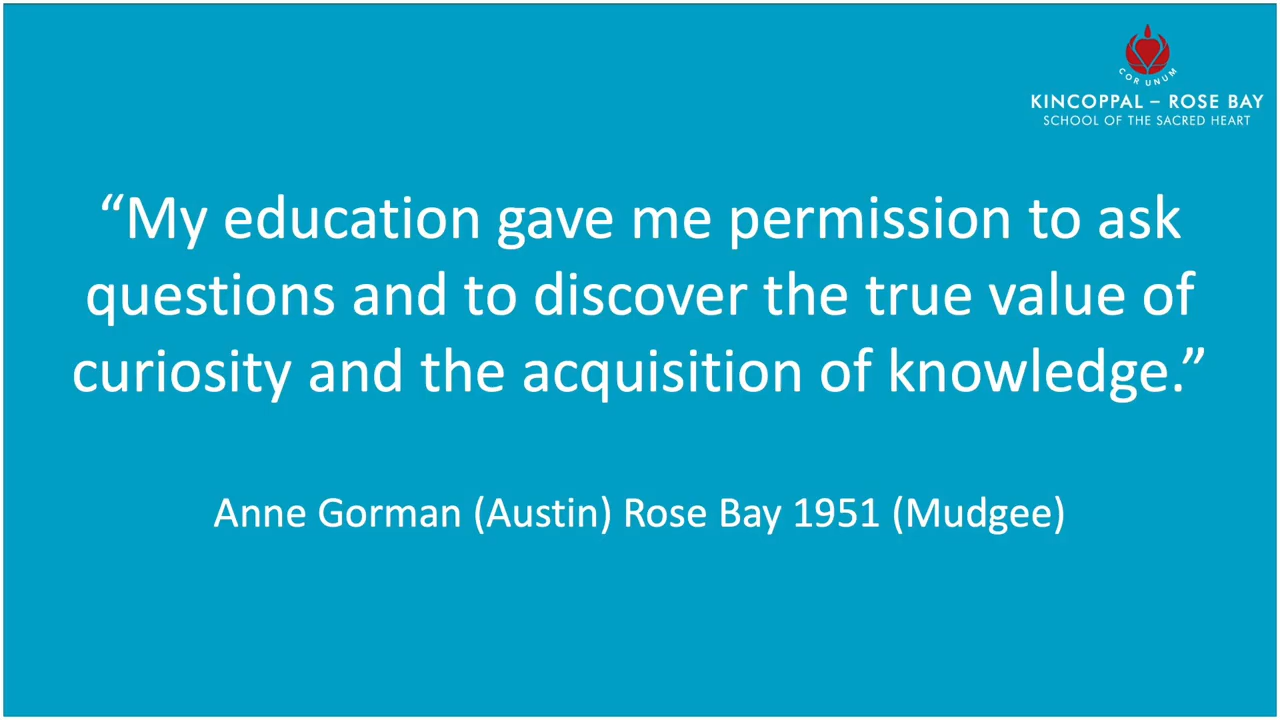 COR UNUM
KINCOPPAL – ROSE BAY
SCHOOL OF THE SACRED HEART
“My education gave me permission to ask
questions and to discover the true value of
curiosity and the acquisition of knowledge.”
Anne Gorman (Austin) Rose Bay 1951 (Mudgee)